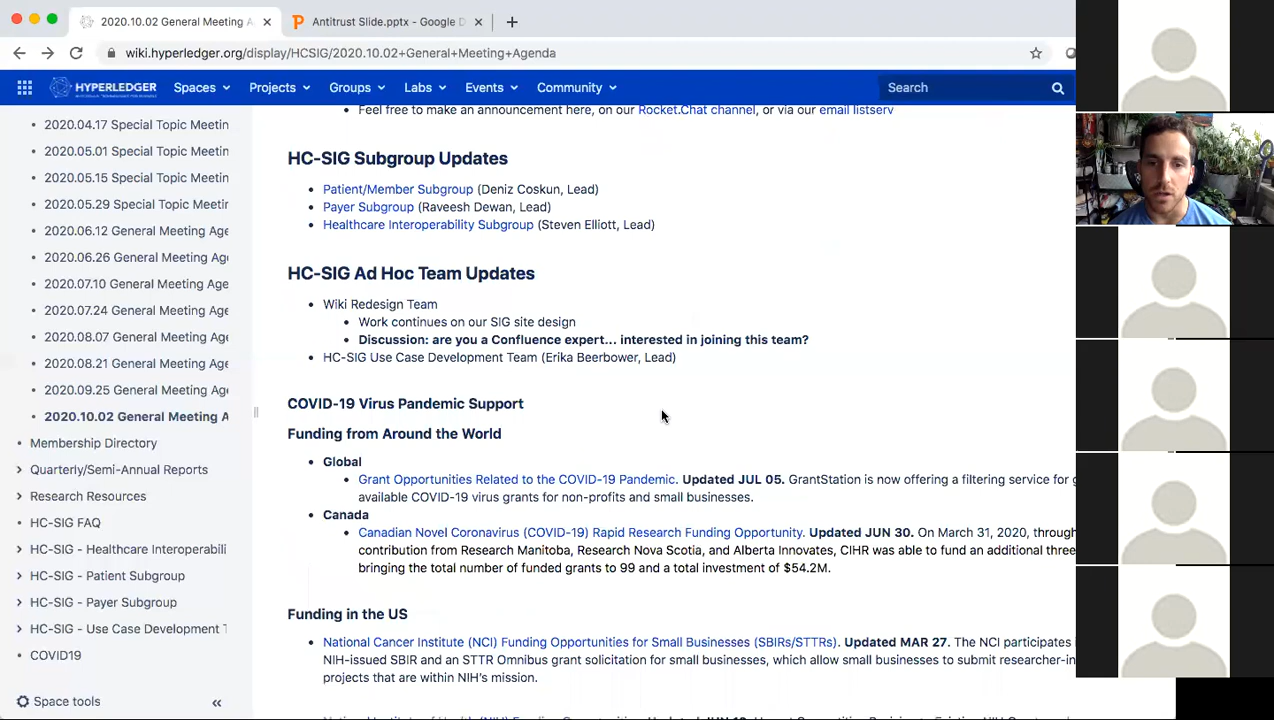 2020.10.02 General Meeting A
Antitrust Slide.pptx - Google D
wiki.hyperledger.org/display/HCSIG/2020.10.02+General+Meeting+Agenda
HYPERLEDGER
Spaces
Projects
Groups
Labs
Events
Community
Search
2020.04.17 Special Topic Meetin
2020.05.01 Special Topic Meetin
2020.05.15 Special Topic Meetin
2020.05.29 Special Topic Meetin
2020.06.12 General Meeting Age
2020.06.26 General Meeting Age
2020.07.10 General Meeting Age
2020.07.24 General Meeting Age
2020.08.07 General Meeting Age
2020.08.21 General Meeting Age
2020.09.25 General Meeting Age
2020.10.02 General Meeting A
Membership Directory
Quarterly/Semi-Annual Reports
Research Resources
HC-SIG FAQ
HC-SIG - Healthcare Interoperabili
HC-SIG - Patient Subgroup
HC-SIG - Payer Subgroup
HC-SIG - Use Case Development T
COVID19
Space tools
Feel free to make an announcement here, on our Rocket.Chat channel, or via our email listserv
HC-SIG Subgroup Updates
Patient/Member Subgroup (Deniz Coskun, Lead)
Payer Subgroup (Raveesh Dewan, Lead)
Healthcare Interoperability Subgroup (Steven Elliott, Lead)
HC-SIG Ad Hoc Team Updates
Wiki Redesign Team
Work continues on our SIG site design
Discussion: are you a Confluence expert... interested in joining this team?
HC-SIG Use Case Development Team (Erika Beerbower, Lead)
COVID-19 Virus Pandemic Support
Funding from Around the World
Global
Grant Opportunities Related to the COVID-19 Pandemic. Updated JUL 05. GrantStation is now offering a filtering service for g
available COVID-19 virus grants for non-profits and small businesses.
Canada
Canadian Novel Coronavirus (COVID-19) Rapid Research Funding Opportunity. Updated JUN 30. On March 31, 2020, through
contribution from Research Manitoba, Research Nova Scotia, and Alberta Innovates, CIHR was able to fund an additional three
bringing the total number of funded grants to 99 and a total investment of $54.2M.
Funding in the US
National Cancer Institute (NCI) Funding Opportunities for Small Businesses (SBIRs/STTRs). Updated MAR 27. The NCI participates i
NIH-issued SBIR and an STTR Omnibus grant solicitation for small businesses, which allow small businesses to submit researcher-in
projects that are within NIH's mission.